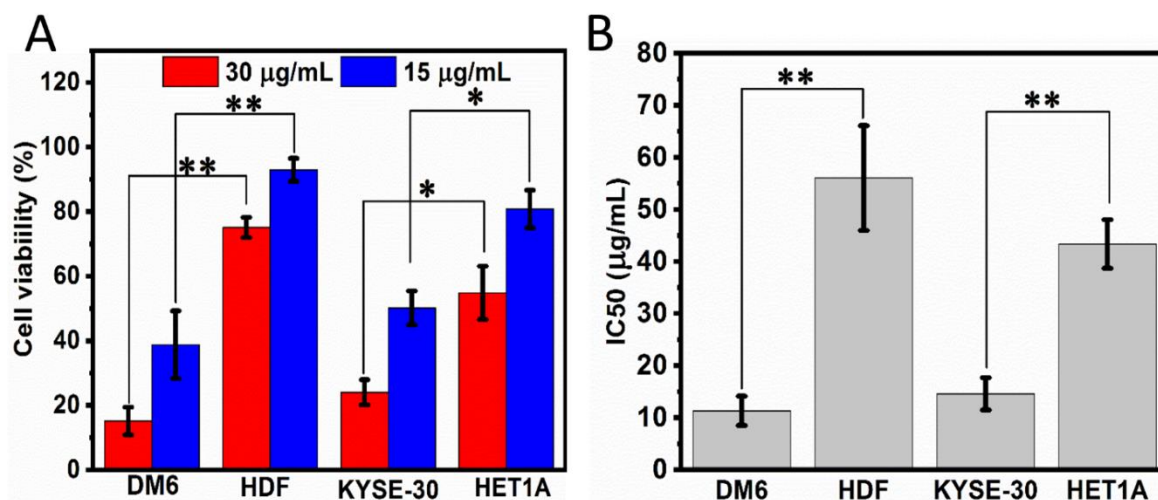 A
Cell viabiility (%)
120
100
80
60
40
20
0
30 μg/mL
15 μg/mL
**
**
*
*
DM6 HDF KYSE-30 HET1A
B
IC50 (μg/mL)
80
70
60
50
40
30
20
10
0
**
**
DM6 HDF KYSE-30 HET1A